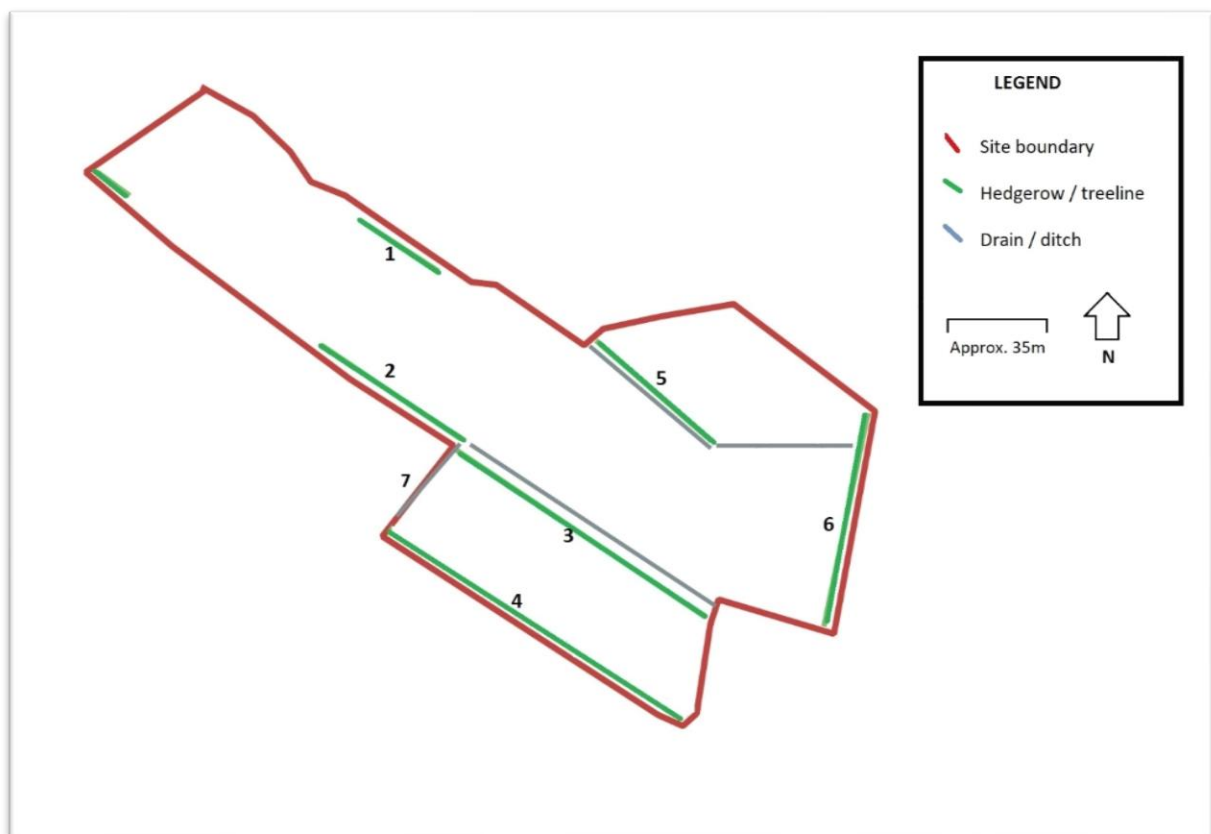 LEGEND
Site boundary
Hedgerow / treeline
Drain / ditch
Approx. 35m
N
1
2
5
7
3
6
4